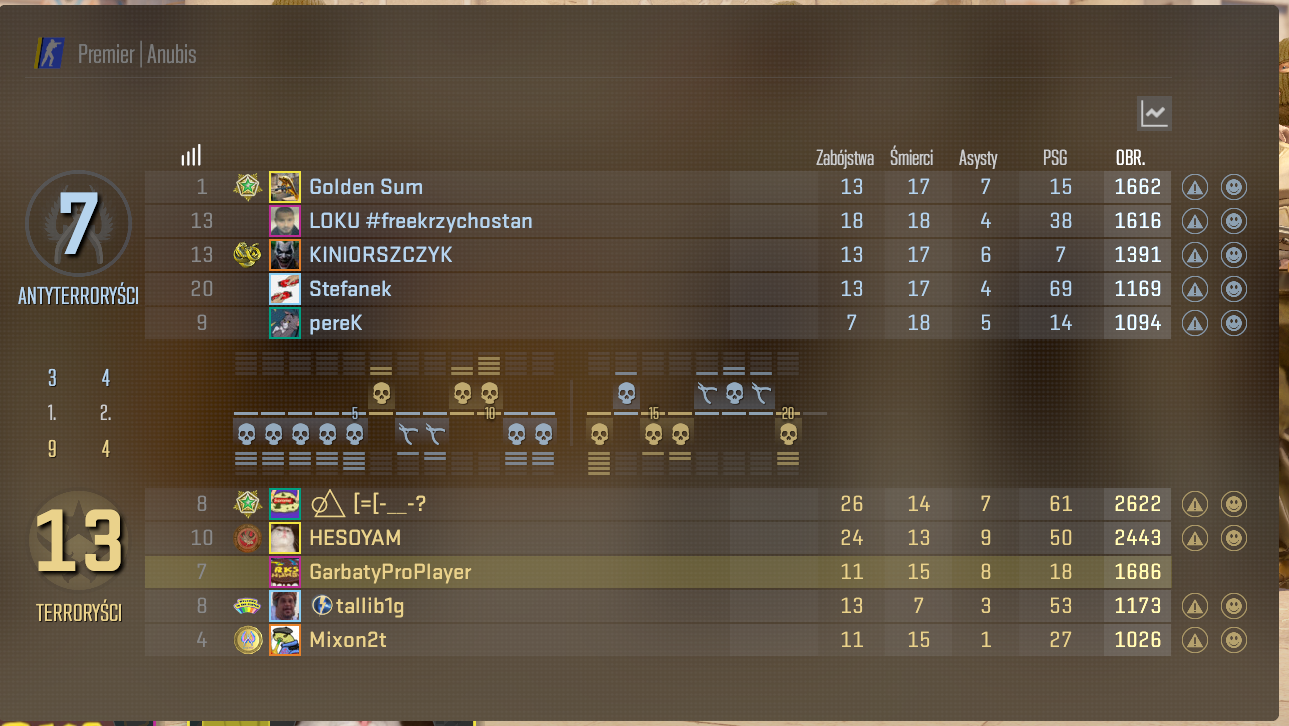 Premier | Anubis
Zabójstwa Śmierci Asysty PSG OBR.
7
ANTYTERRORYŚCI
1 Golden Sum 13 17 7 15 1662
13 LOKU #freekrzychostan 18 18 4 38 1616
13 KINIORSZCZYK 13 17 6 7 1391
20 Stefanek 13 17 4 69 1169
9 pereK 7 18 5 14 1094
3 4
1. 2.
9 4
5 10 15 20
13
TERRORYŚCI
8 [=[-__-? 26 14 7 61 2622
10 HESOYAM 24 13 9 50 2443
7 GarbatyProPlayer 11 15 8 18 1686
8 tallib1g 13 7 3 53 1173
4 Mixon2t 11 15 1 27 1026